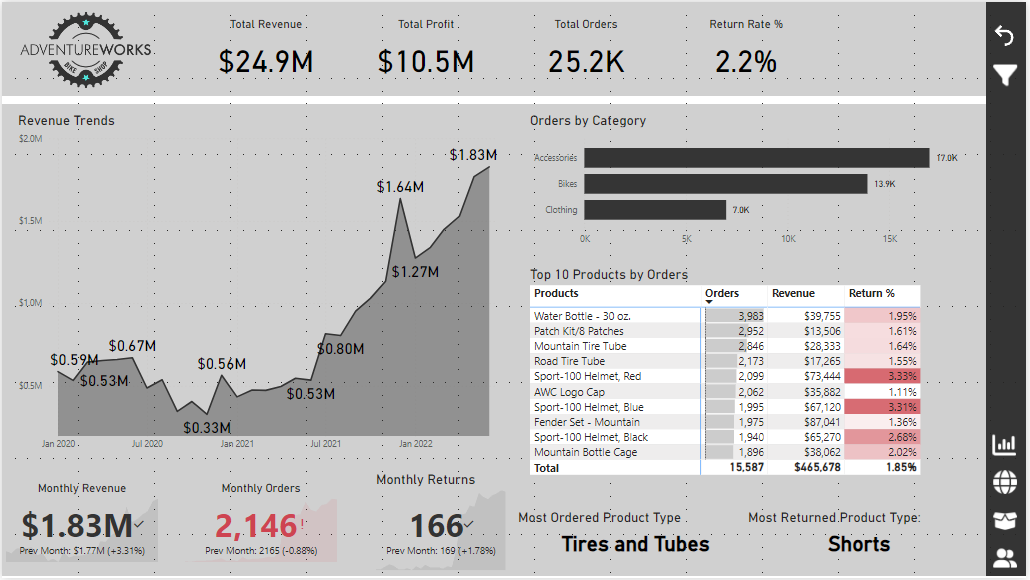 ADVENTUREWORKS
BIKE SHOP
Total Revenue
$24.9M
Total Profit
$10.5M
Total Orders
25.2K
Return Rate %
2.2%
Revenue Trends
$2.0M
$1.5M
$1.0M
$0.5M
$0.59M
$0.53M
$0.67M
$0.33M
$0.56M
$0.53M
$0.80M
$1.64M
$1.27M
$1.83M
Jan 2020
Jul 2020
Jan 2021
Jul 2021
Jan 2022
Orders by Category
Accessories 17.0K
Bikes 13.9K
Clothing 7.0K
0K 5K 10K 15K
Top 10 Products by Orders
Products Orders Revenue Return %
Water Bottle - 30 oz. 3,983 $39,755 1.95%
Patch Kit/8 Patches 2,952 $13,506 1.61%
Mountain Tire Tube 2,846 $28,333 1.64%
Road Tire Tube 2,173 $17,265 1.55%
Sport-100 Helmet, Red 2,099 $73,444 3.33%
AWC Logo Cap 2,062 $35,882 1.11%
Sport-100 Helmet, Blue 1,995 $67,120 3.31%
Fender Set - Mountain 1,975 $87,041 1.36%
Sport-100 Helmet, Black 1,940 $65,270 2.68%
Mountain Bottle Cage 1,896 $38,062 2.02%
Total 15,587 $465,678 1.85%
Monthly Revenue
$1.83M
Prev Month: $1.77M (+3.31%)
Monthly Orders
2,146!
Prev Month: 2165 (-0.88%)
Monthly Returns
166
Prev Month: 169 (+1.78%)
Most Ordered Product Type
Tires and Tubes
Most Returned Product Type:
Shorts